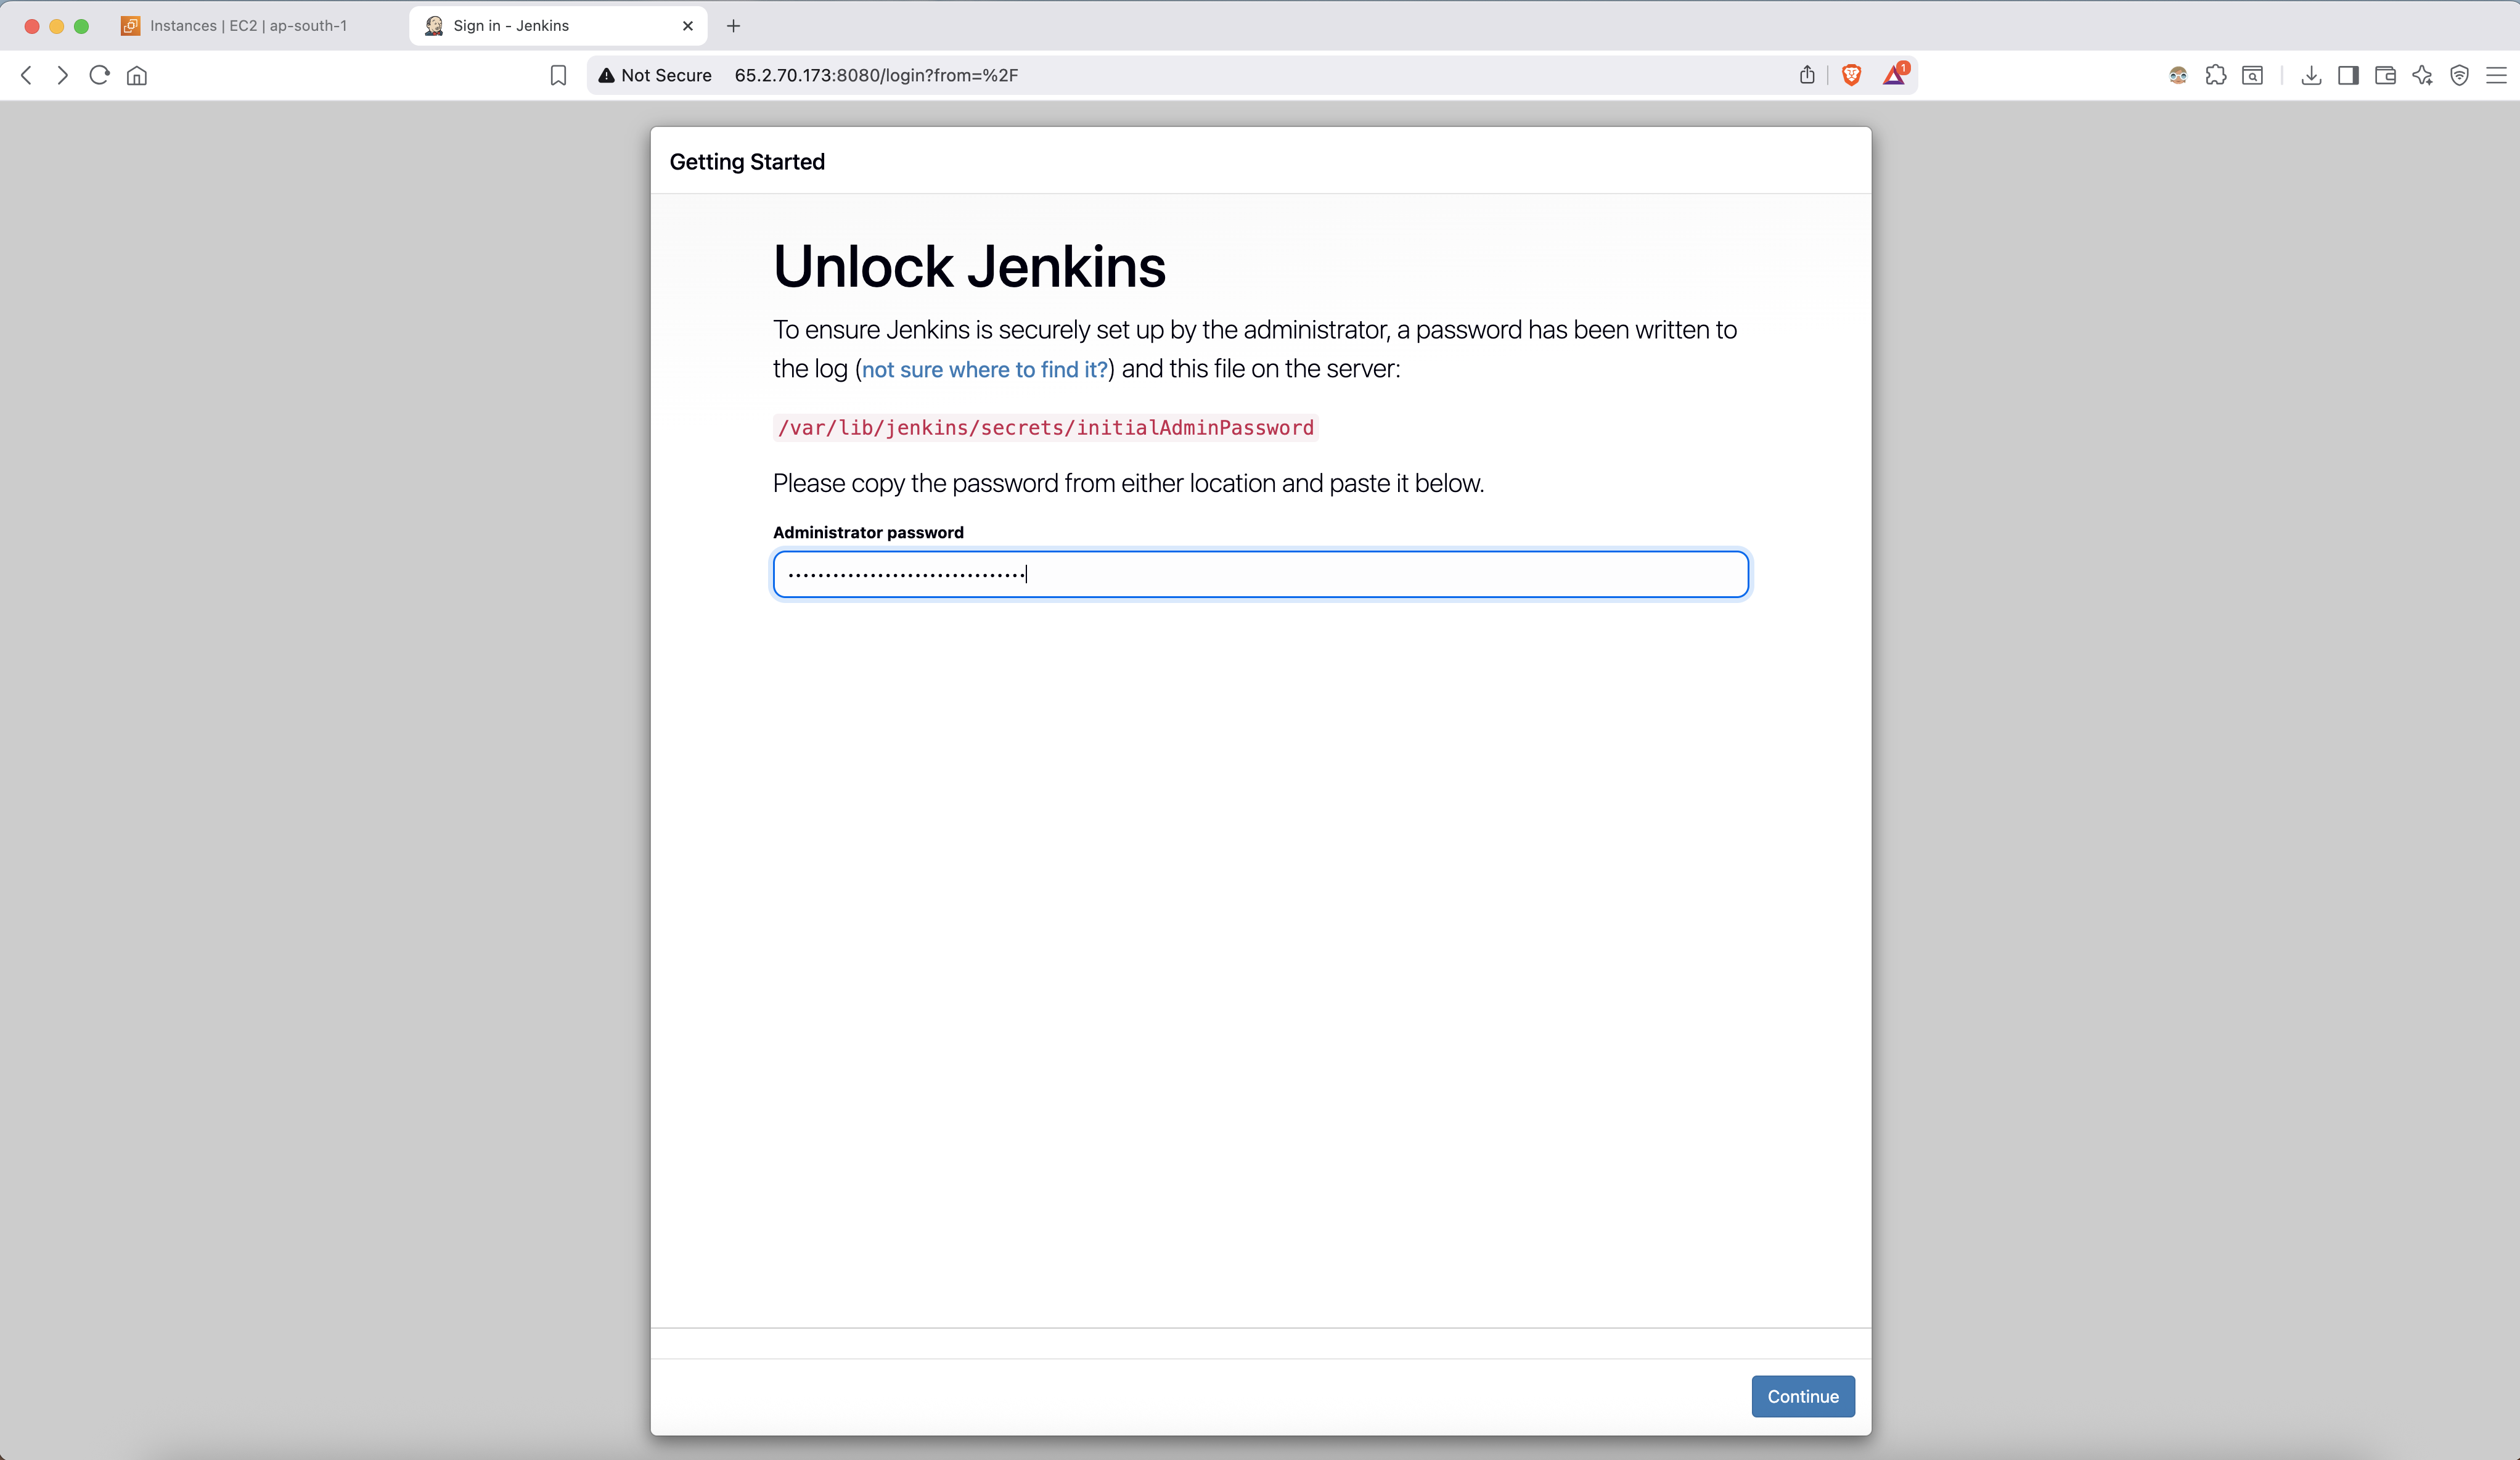 Instances | EC2 | ap-south-1
Sign in - Jenkins
Not Secure 65.2.70.173:8080/login?from=%2F
1
Getting Started
Unlock Jenkins
To ensure Jenkins is securely set up by the administrator, a password has been written to
the log (not sure where to find it?) and this file on the server:
/var/lib/jenkins/secrets/initialAdminPassword
Please copy the password from either location and paste it below.
Administrator password
••••••••••••••••••••••••••••••••
Continue